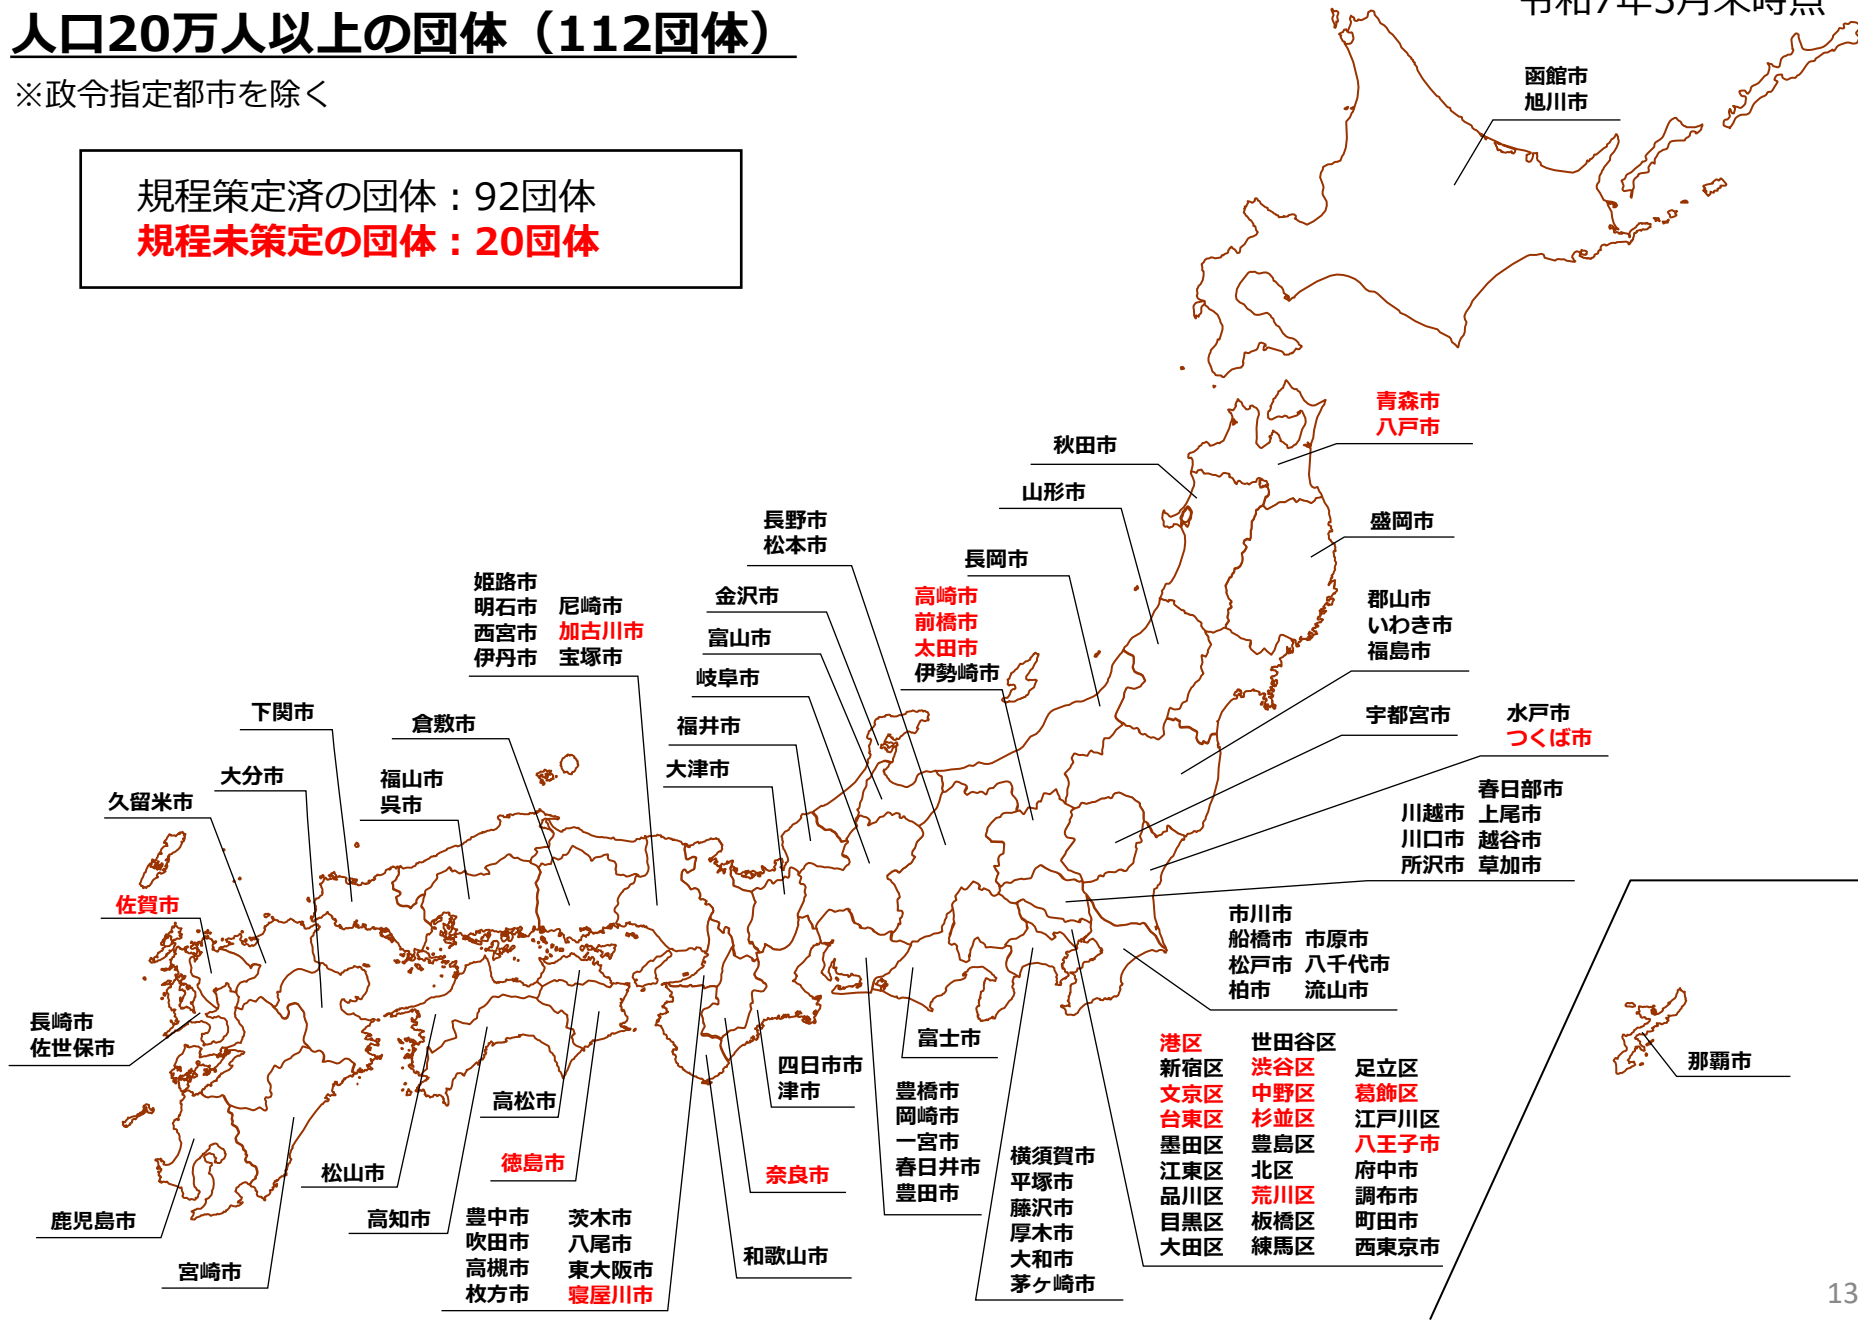 人口20万人以上の団体（112団体）
令和7年3月末時点
※政令指定都市を除く
規程策定済の団体：92団体
規程未策定の団体：20団体
函館市
旭川市
青森市
八戸市
秋田市
山形市
盛岡市
長野市
松本市
長岡市
姫路市
明石市
西宮市
伊丹市
尼崎市
加古川市
宝塚市
金沢市
富山市
岐阜市
福井市
大津市
高崎市
前橋市
太田市
伊勢崎市
郡山市
いわき市
福島市
宇都宮市
水戸市
つくば市
下関市
倉敷市
大分市
福山市
呉市
久留米市
佐賀市
長崎市
佐世保市
川越市
川口市
所沢市
春日部市
上尾市
越谷市
草加市
市川市
船橋市
松戸市
柏市
市原市
八千代市
流山市
富士市
四日市市
津市
豊橋市
岡崎市
一宮市
春日井市
豊田市
横須賀市
平塚市
藤沢市
厚木市
大和市
茅ヶ崎市
港区
新宿区
文京区
台東区
墨田区
江東区
品川区
目黒区
大田区
世田谷区
渋谷区
中野区
杉並区
豊島区
北区
荒川区
板橋区
練馬区
足立区
葛飾区
江戸川区
八王子市
府中市
調布市
町田市
西東京市
那覇市
高松市
徳島市
奈良市
松山市
高知市
鹿児島市
宮崎市
豊中市
吹田市
高槻市
枚方市
茨木市
八尾市
東大阪市
寝屋川市
和歌山市
13